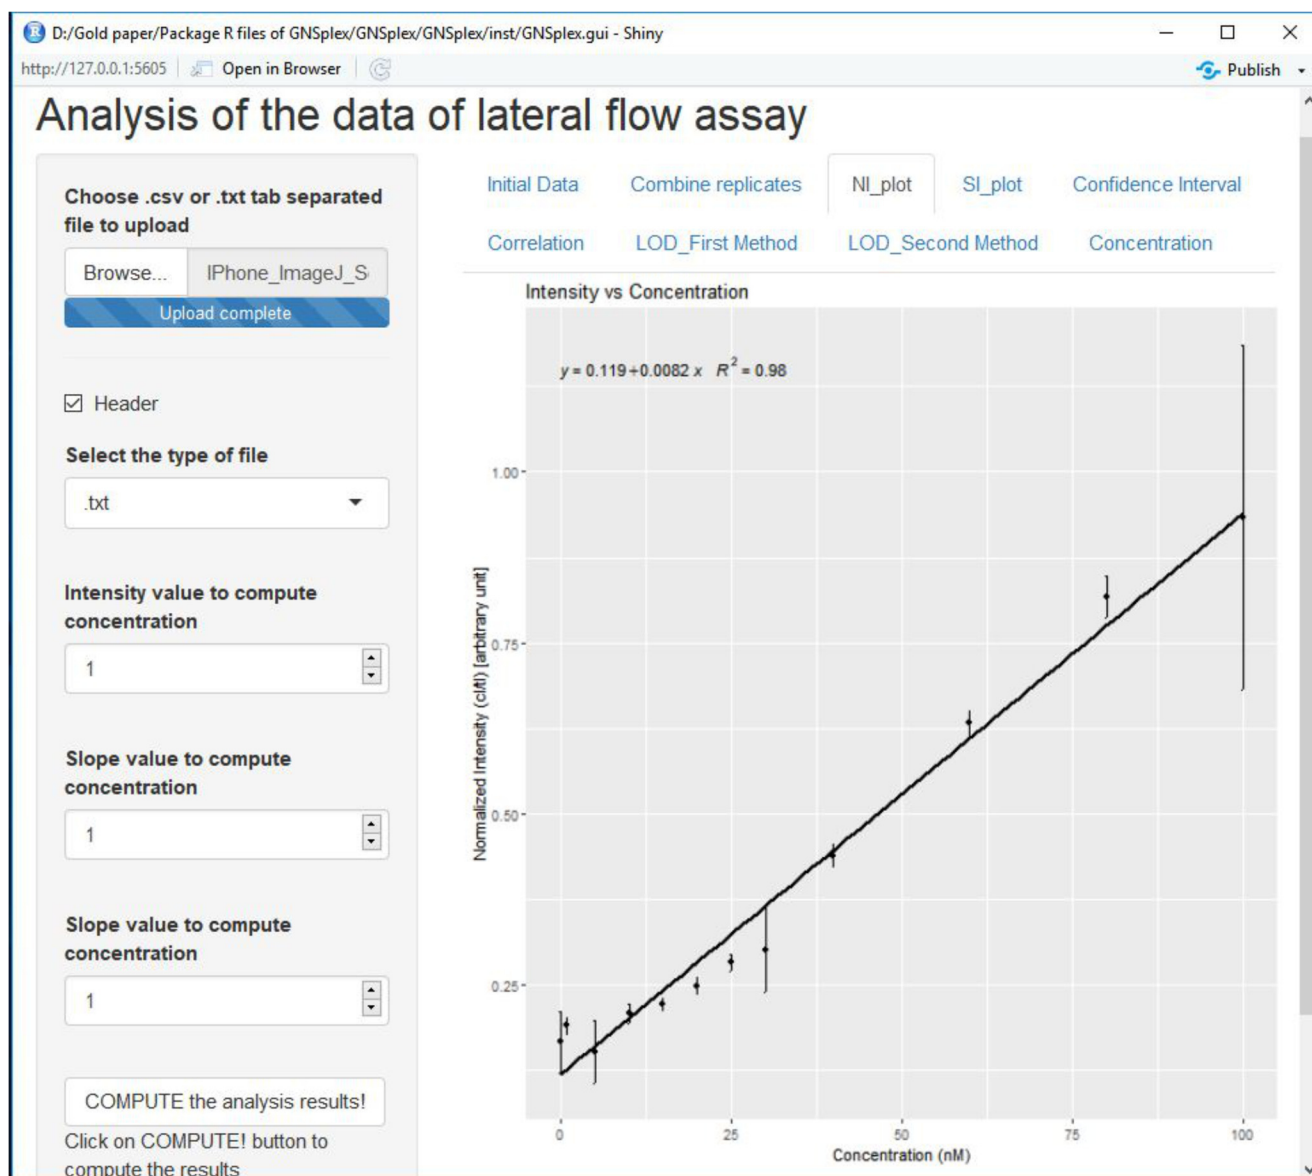 D:/Gold paper/Package R files of GNSplex/GNSplex/GNSplex/inst/GNSplex.gui - Shiny
http://127.0.0.1:5605 Open in Browser Publish
Analysis of the data of lateral flow assay
Choose .csv or .txt tab separated
file to upload
Browse... IPhone_ImageJ_S
Upload complete
Header
Select the type of file
.txt
Intensity value to compute
concentration
1
Slope value to compute
concentration
1
Slope value to compute
concentration
1
COMPUTE the analysis results!
Click on COMPUTE! button to
compute the results
Initial Data Combine replicates NI_plot SI_plot Confidence Interval
Correlation LOD_First Method LOD_Second Method Concentration
Intensity vs Concentration
y = 0.119+0.0082 x R² = 0.98
Normalized Intensity (cl/tl) [arbitrary unit]
1.00
0.75
0.50
0.25
0 25 50 75 100
Concentration (nM)